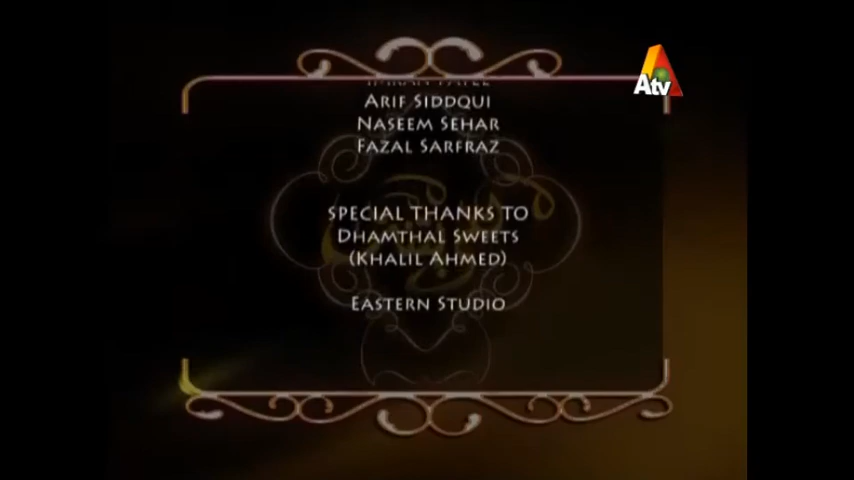 Atv
ARIF SIDDQUI
NASEEM SEHAR
FAZAL SARFRAZ
SPECIAL THANKS TO
DHAMTHAL SWEETS
(KHALIL AHMED)
EASTERN STUDIO